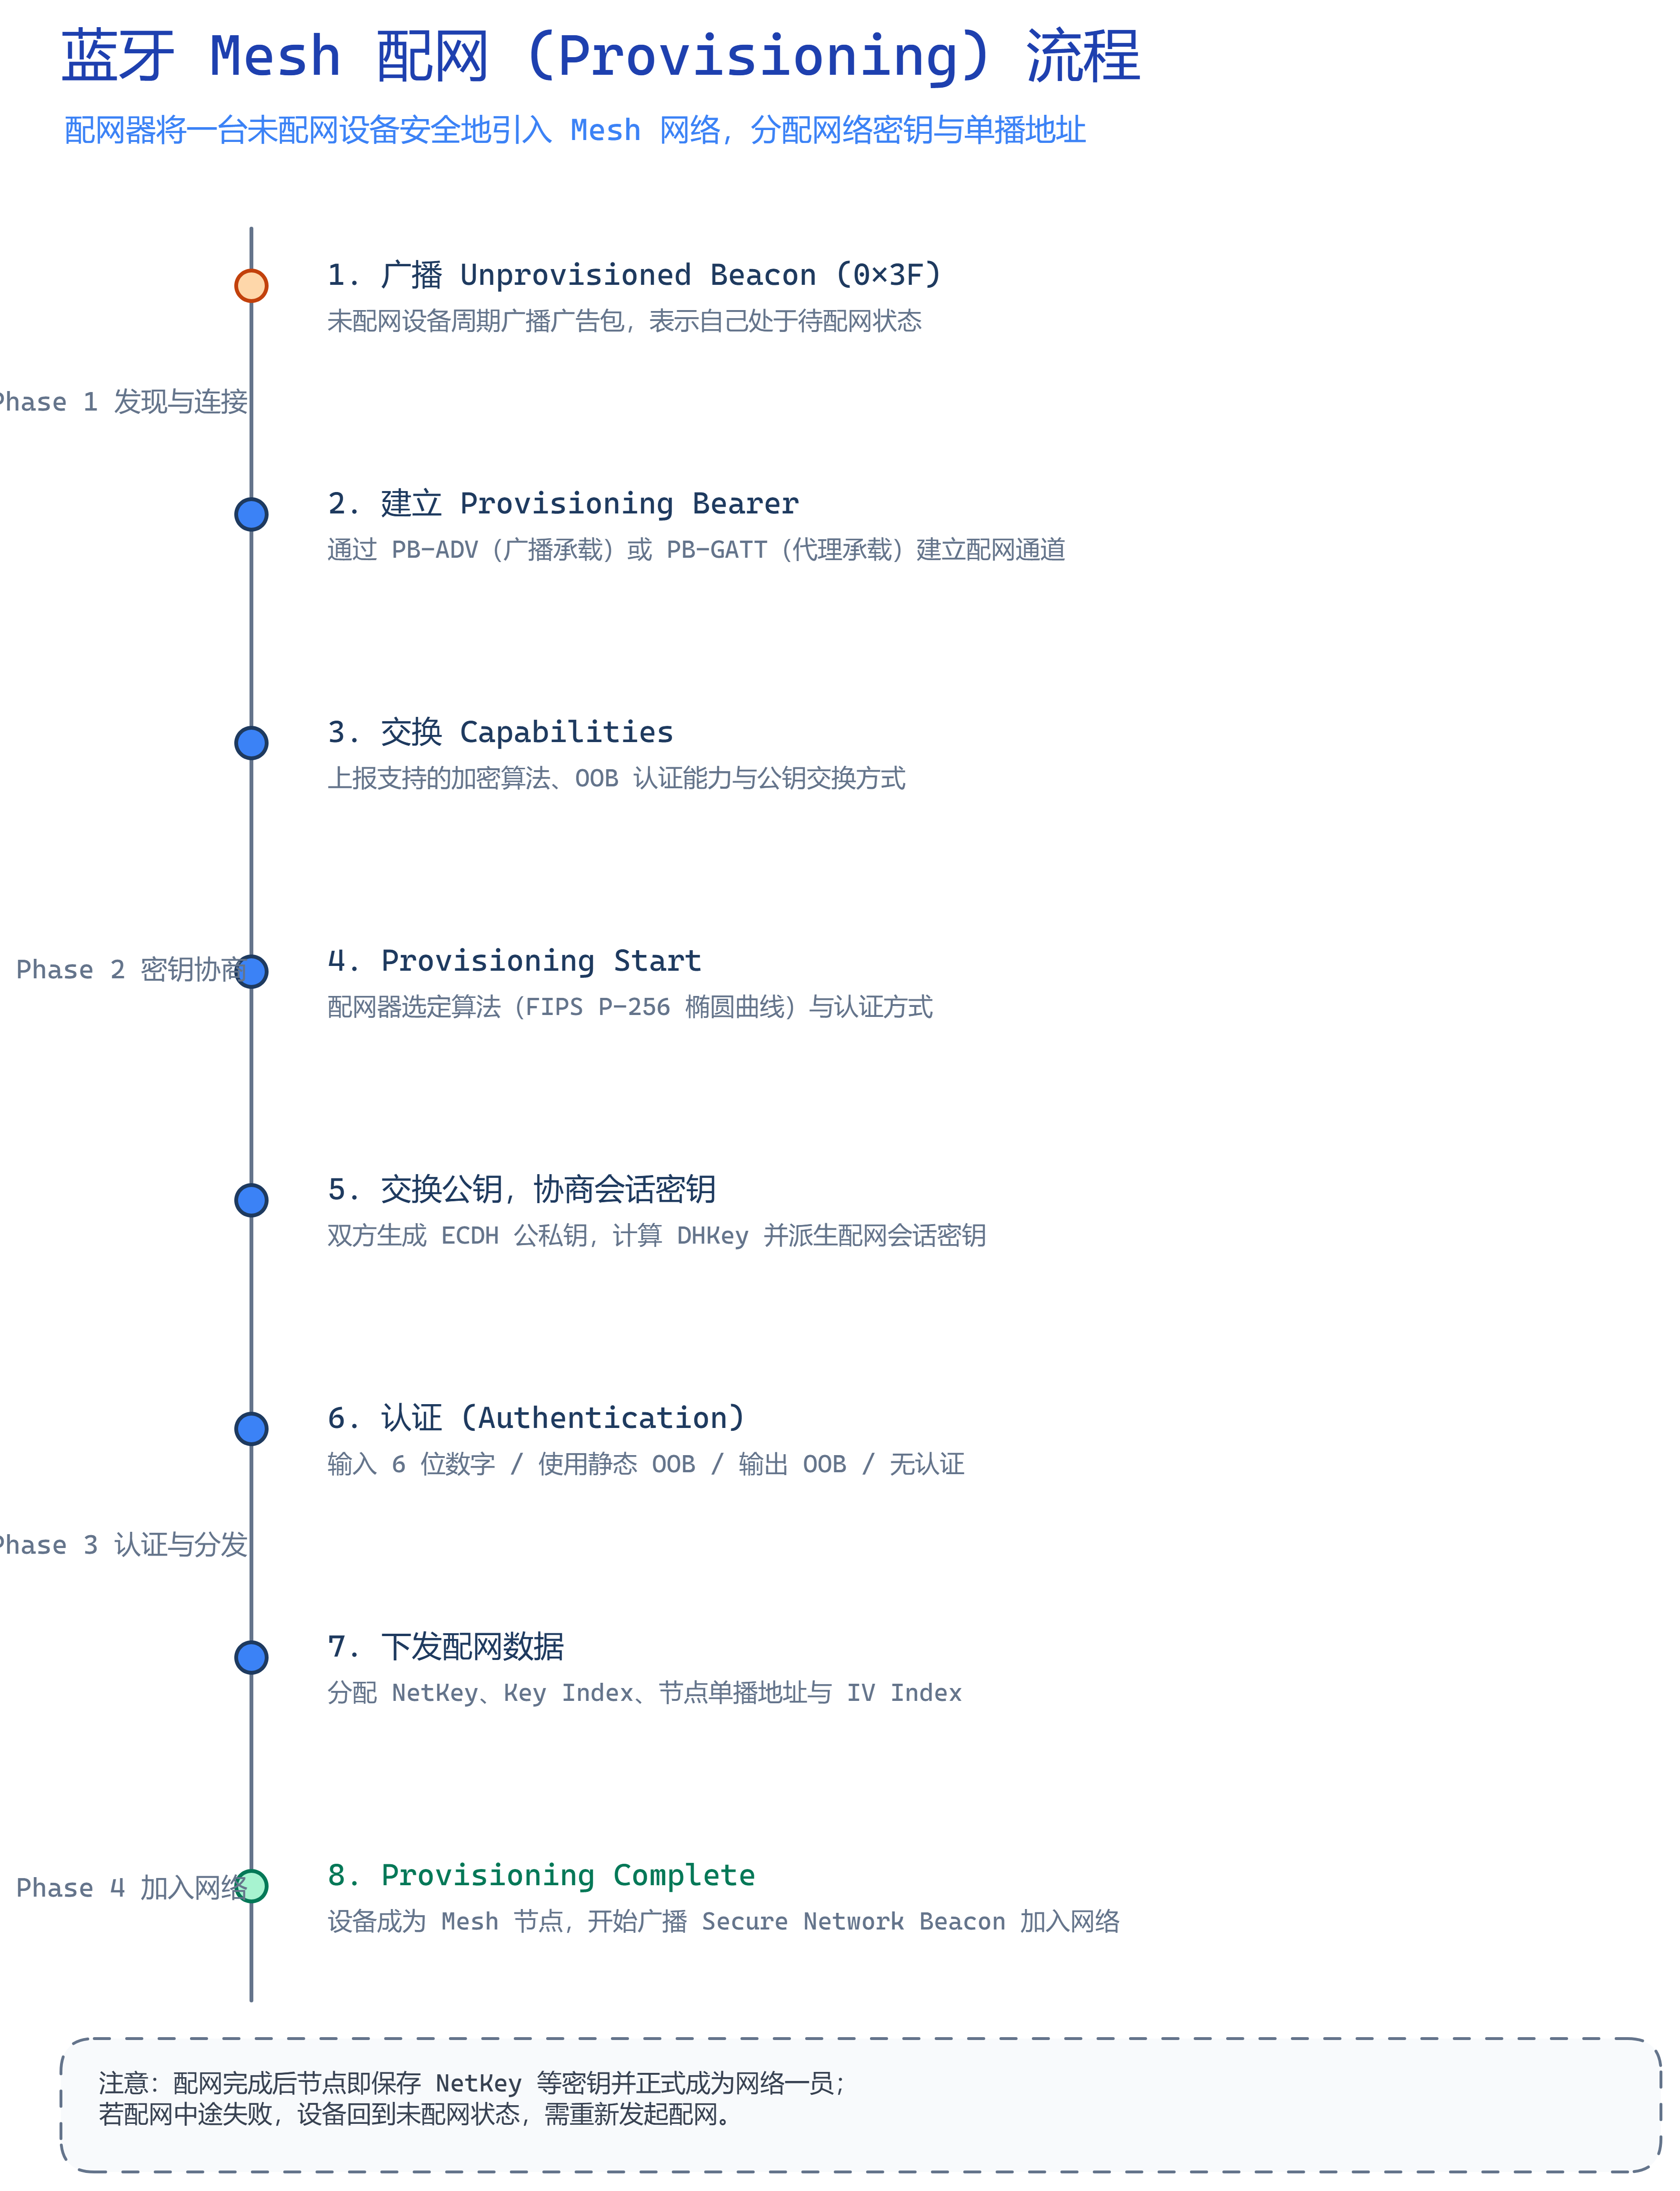 蓝牙 Mesh 配网 (Provisioning) 流程
配网器将一台未配网设备安全地引入 Mesh 网络，分配网络密钥与单播地址
1. 广播 Unprovisioned Beacon (0×3F)
未配网设备周期广播广告包，表示自己处于待配网状态
Phase 1 发现与连接
2. 建立 Provisioning Bearer
通过 PB-ADV（广播承载）或 PB-GATT（代理承载）建立配网通道
3. 交换 Capabilities
上报支持的加密算法、OOB 认证能力与公钥交换方式
Phase 2 密钥协商
4. Provisioning Start
配网器选定算法（FIPS P-256 椭圆曲线）与认证方式
5. 交换公钥，协商会话密钥
双方生成 ECDH 公私钥，计算 DHKey 并派生配网会话密钥
6. 认证 (Authentication)
输入 6 位数字 / 使用静态 OOB / 输出 OOB / 无认证
Phase 3 认证与分发
7. 下发配网数据
分配 NetKey、Key Index、节点单播地址与 IV Index
Phase 4 加入网络
8. Provisioning Complete
设备成为 Mesh 节点，开始广播 Secure Network Beacon 加入网络
注意：配网完成后节点即保存 NetKey 等密钥并正式成为网络一员；
若配网中途失败，设备回到未配网状态，需重新发起配网。